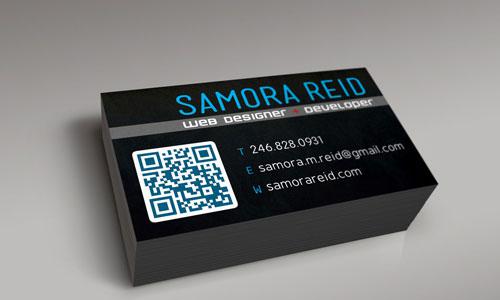 SAMORA REID
WEB DESIGNER + DEVELOPER
T 246.828.0931
E samora.m.reid@gmail.com
W samorareid.com